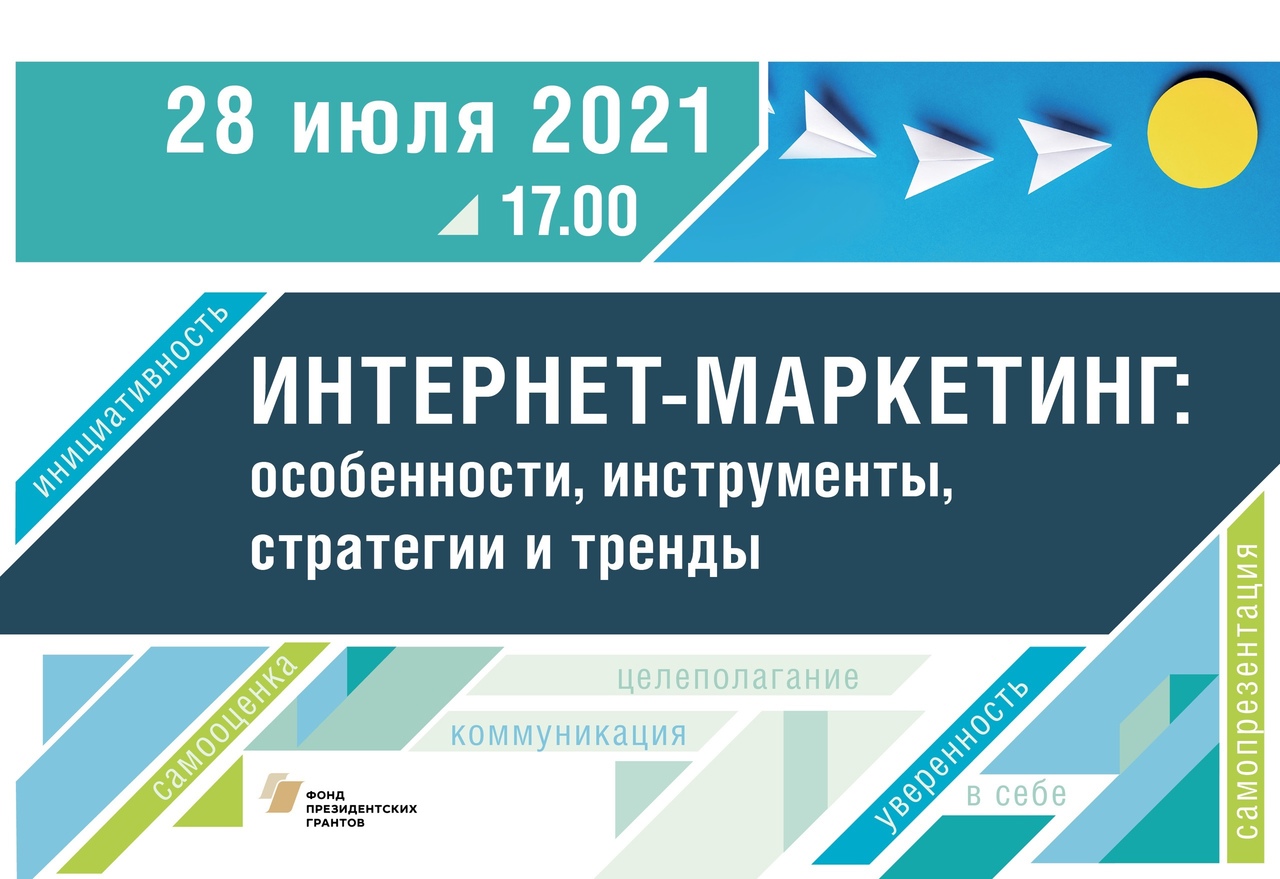 28 июля 2021
17.00
инициативность
ИНТЕРНЕТ-МАРКЕТИНГ:
особенности, инструменты,
стратегии и тренды
самооценка
целеполагание
коммуникация
уверенность
в себе
самопрезентация
ФОНД
ПРЕЗИДЕНТСКИХ
ГРАНТОВ